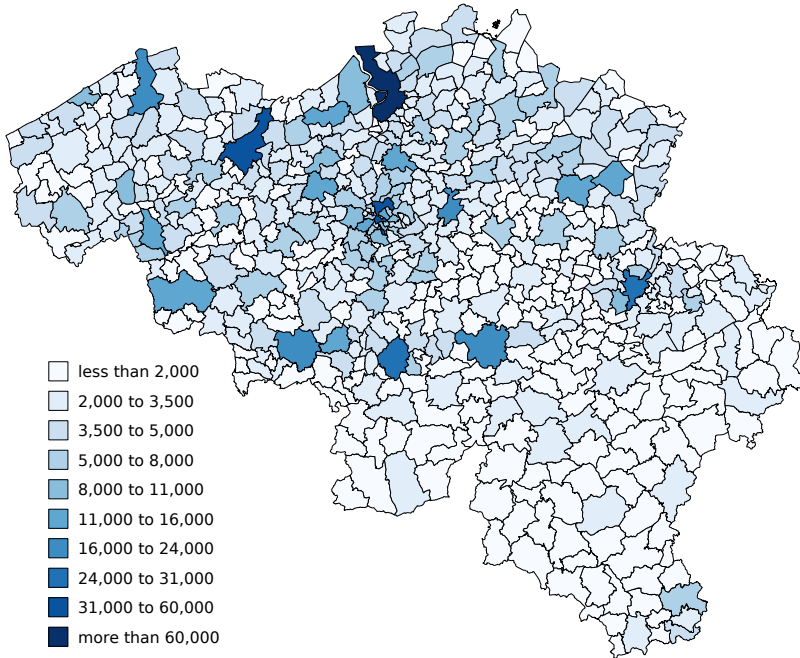 less than 2,000
2,000 to 3,500
3,500 to 5,000
5,000 to 8,000
8,000 to 11,000
11,000 to 16,000
16,000 to 24,000
24,000 to 31,000
31,000 to 60,000
more than 60,000